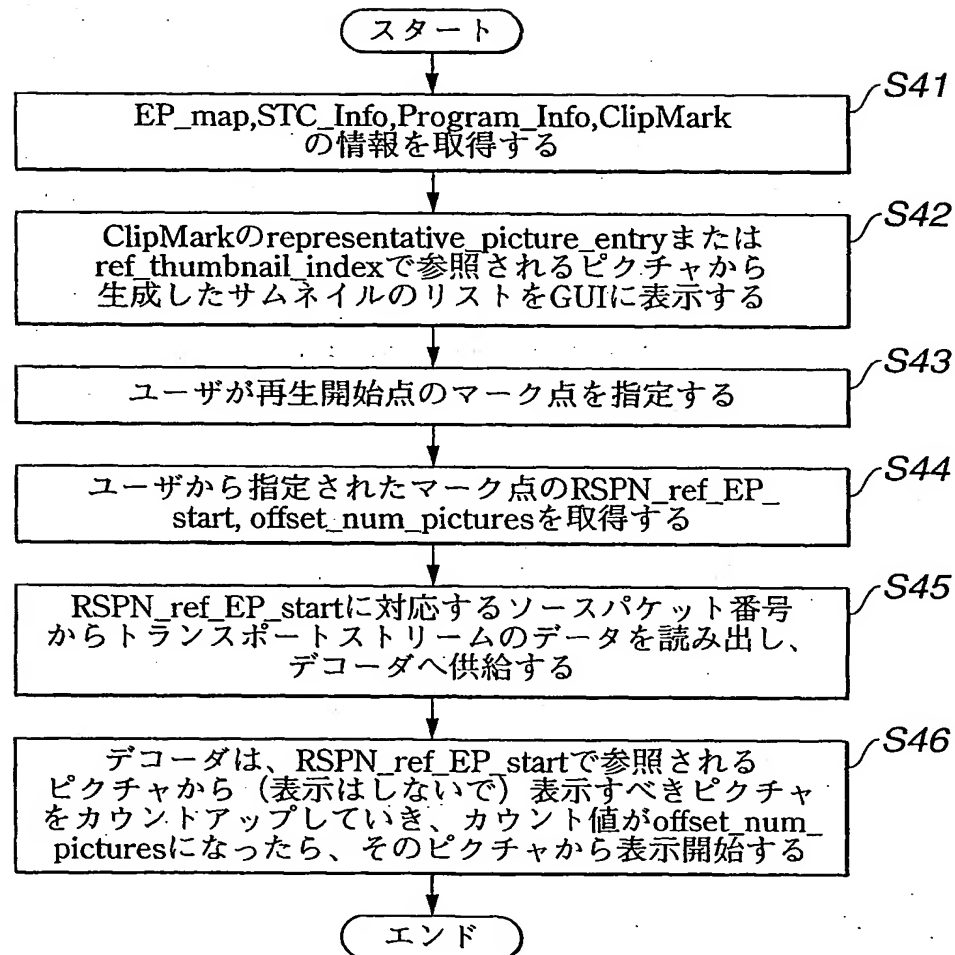 スタート
S41
EP_map,STC_Info,Program_Info,ClipMark
の情報を取得する
S42
ClipMarkのrepresentative_picture_entryまたは
ref_thumbnail_indexで参照されるピクチャから
生成したサムネイルのリストをGUIに表示する
S43
ユーザが再生開始点のマーク点を指定する
S44
ユーザから指定されたマーク点のRSPN_ref_EP_
start, offset_num_picturesを取得する
S45
RSPN_ref_EP_startに対応するソースパケット番号
からトランスポートストリームのデータを読み出し、
デコーダへ供給する
S46
デコーダは、RSPN_ref_EP_startで参照される
ピクチャから（表示はしないで）表示すべきピクチャ
をカウントアップしていき、カウント値がoffset_num_
picturesになったら、そのピクチャから表示開始する
エンド